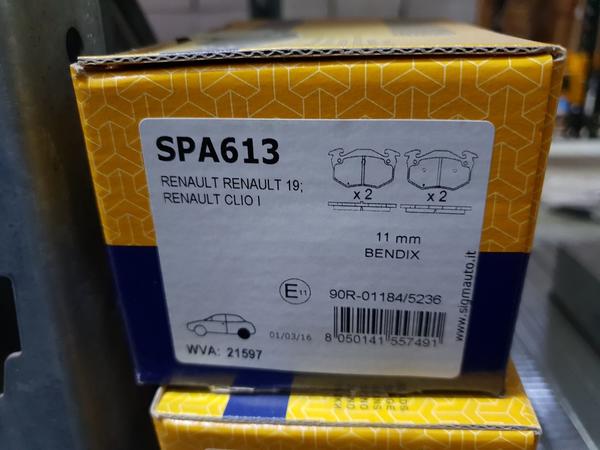 SPA613
RENAULT RENAULT 19;
RENAULT CLIO I
x 2
x 2
11 mm
BENDIX
E11
90R-01184/5236
www.sigmauto.it
01/03/16
8 050141 557491
WVA: 21597